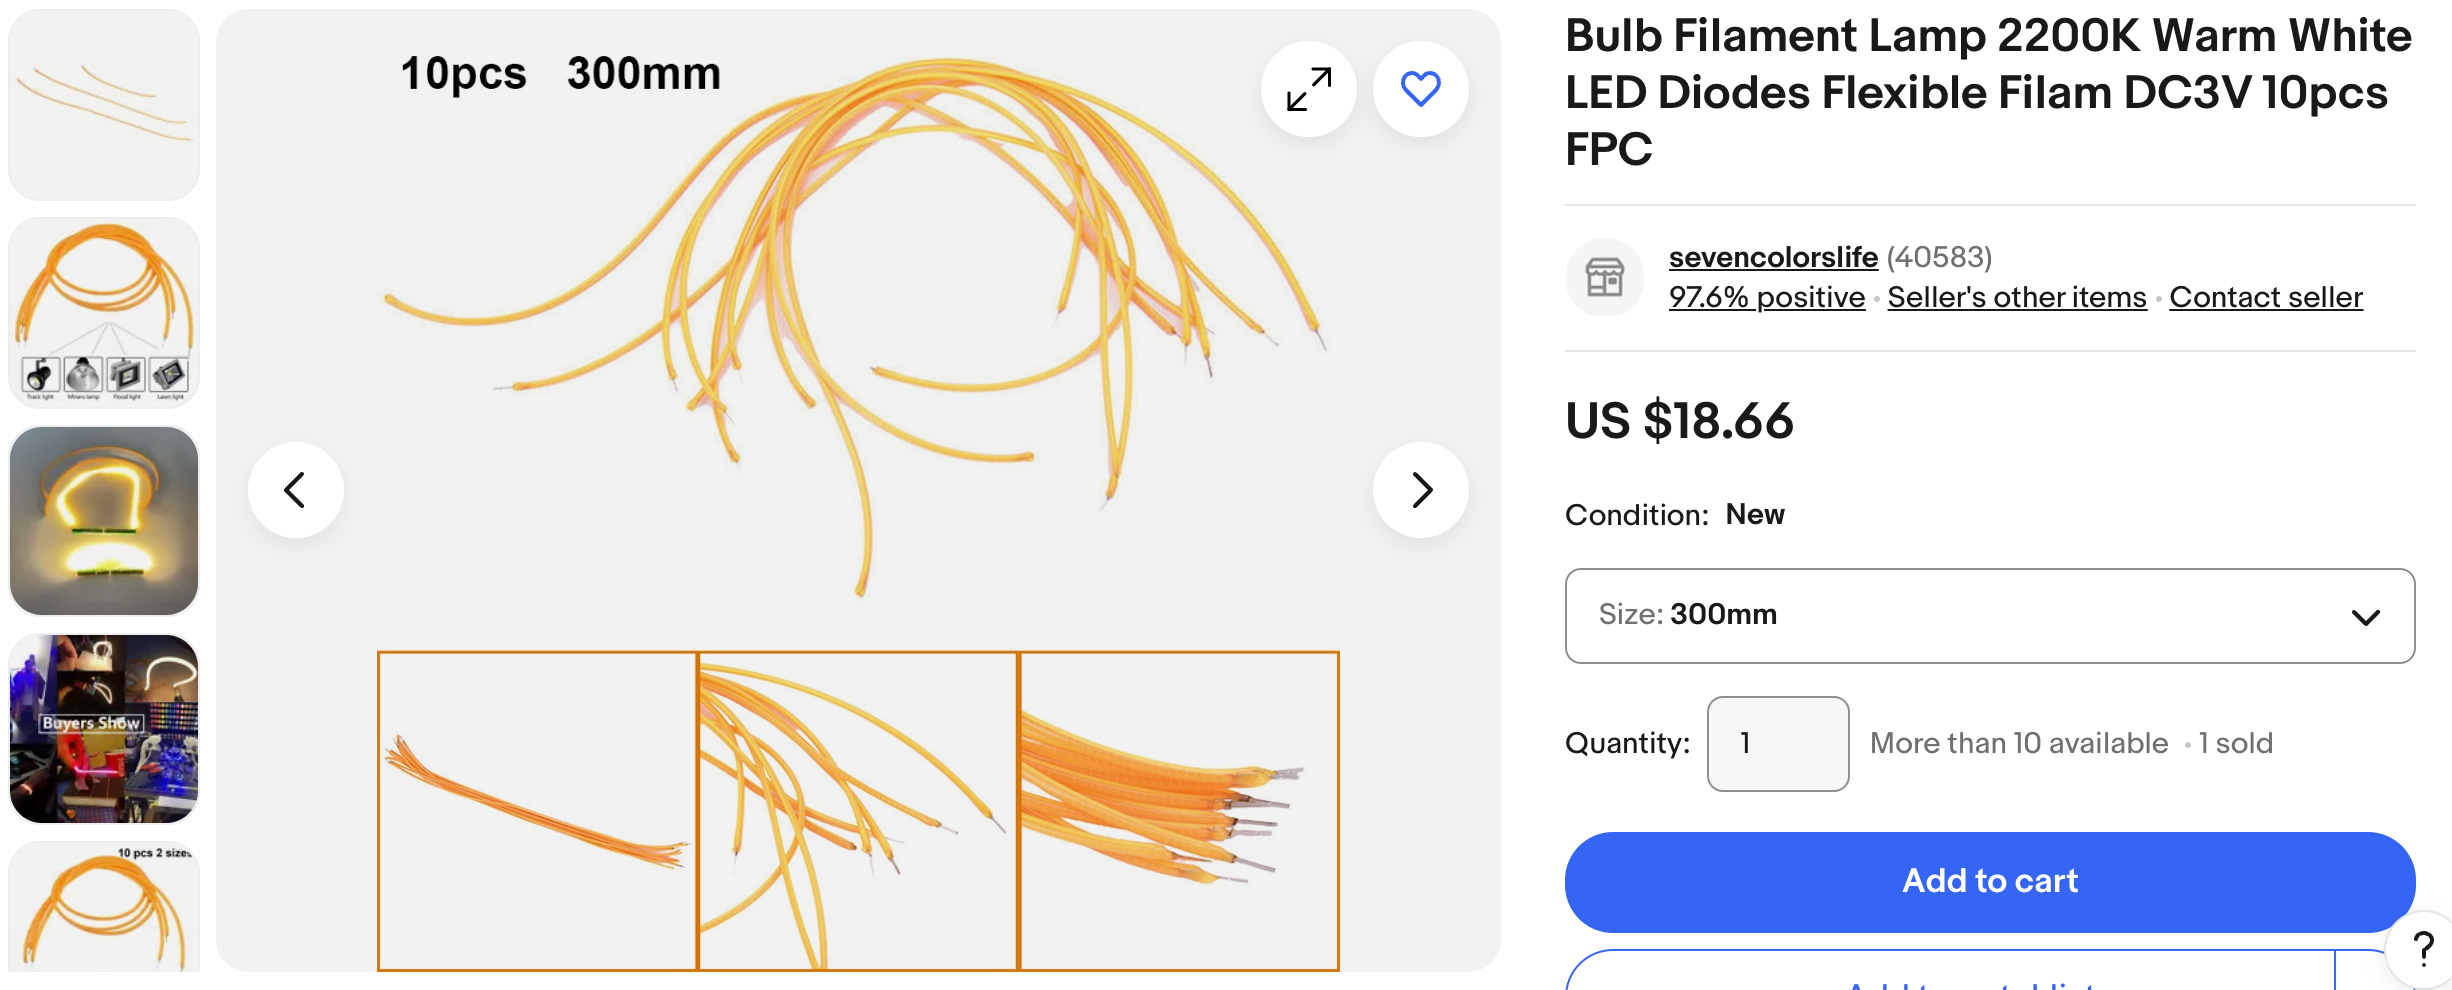 10pcs 300mm
Track light Miners lamp Flood light Lawn light
Buyers Show
10 pcs 2 sizes
Bulb Filament Lamp 2200K Warm White
LED Diodes Flexible Filam DC3V 10pcs
FPC
sevencolorslife (40583)
97.6% positive • Seller's other items • Contact seller
US $18.66
Condition: New
Size: 300mm
Quantity: 1 More than 10 available • 1 sold
Add to cart
?